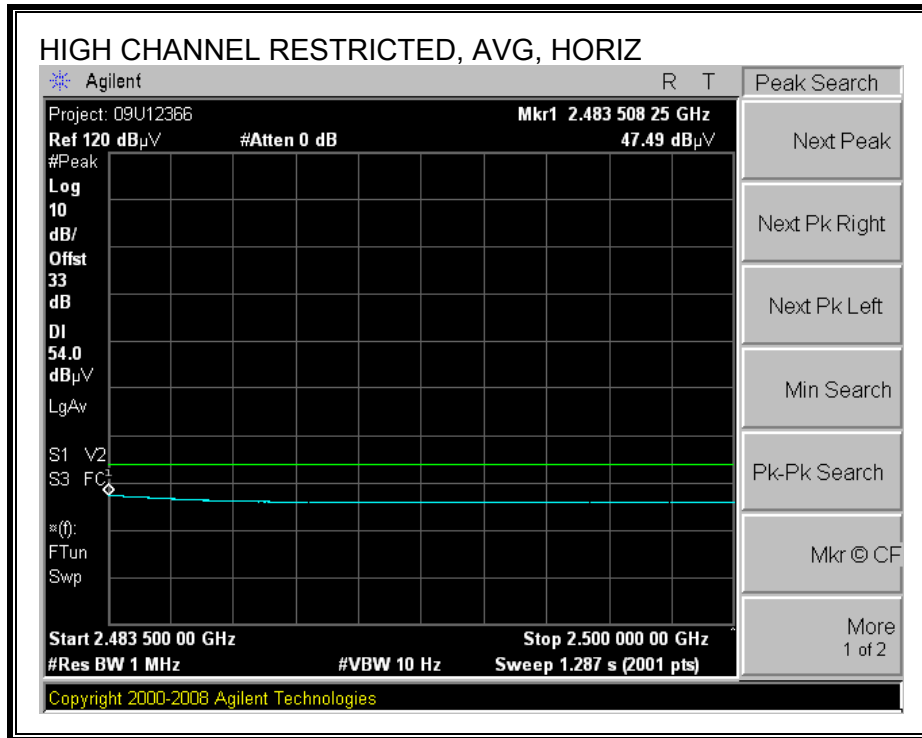 HIGH CHANNEL RESTRICTED, AVG, HORIZ
Agilent R T
Peak Search
Project: 09U12366 Mkr1 2.483 508 25 GHz
Ref 120 dBµV #Atten 0 dB 47.49 dBµV
#Peak
Log
10
dB/
Offst
33
dB
DI
54.0
dBµV
LgAv
S1 V2
S3 FC
1
¤(f):
FTun
Swp
Start 2.483 500 00 GHz Stop 2.500 000 00 GHz
#Res BW 1 MHz #VBW 10 Hz Sweep 1.287 s (2001 pts)
Copyright 2000-2008 Agilent Technologies
Next Peak
Next Pk Right
Next Pk Left
Min Search
Pk-Pk Search
Mkr © CF
More
1 of 2